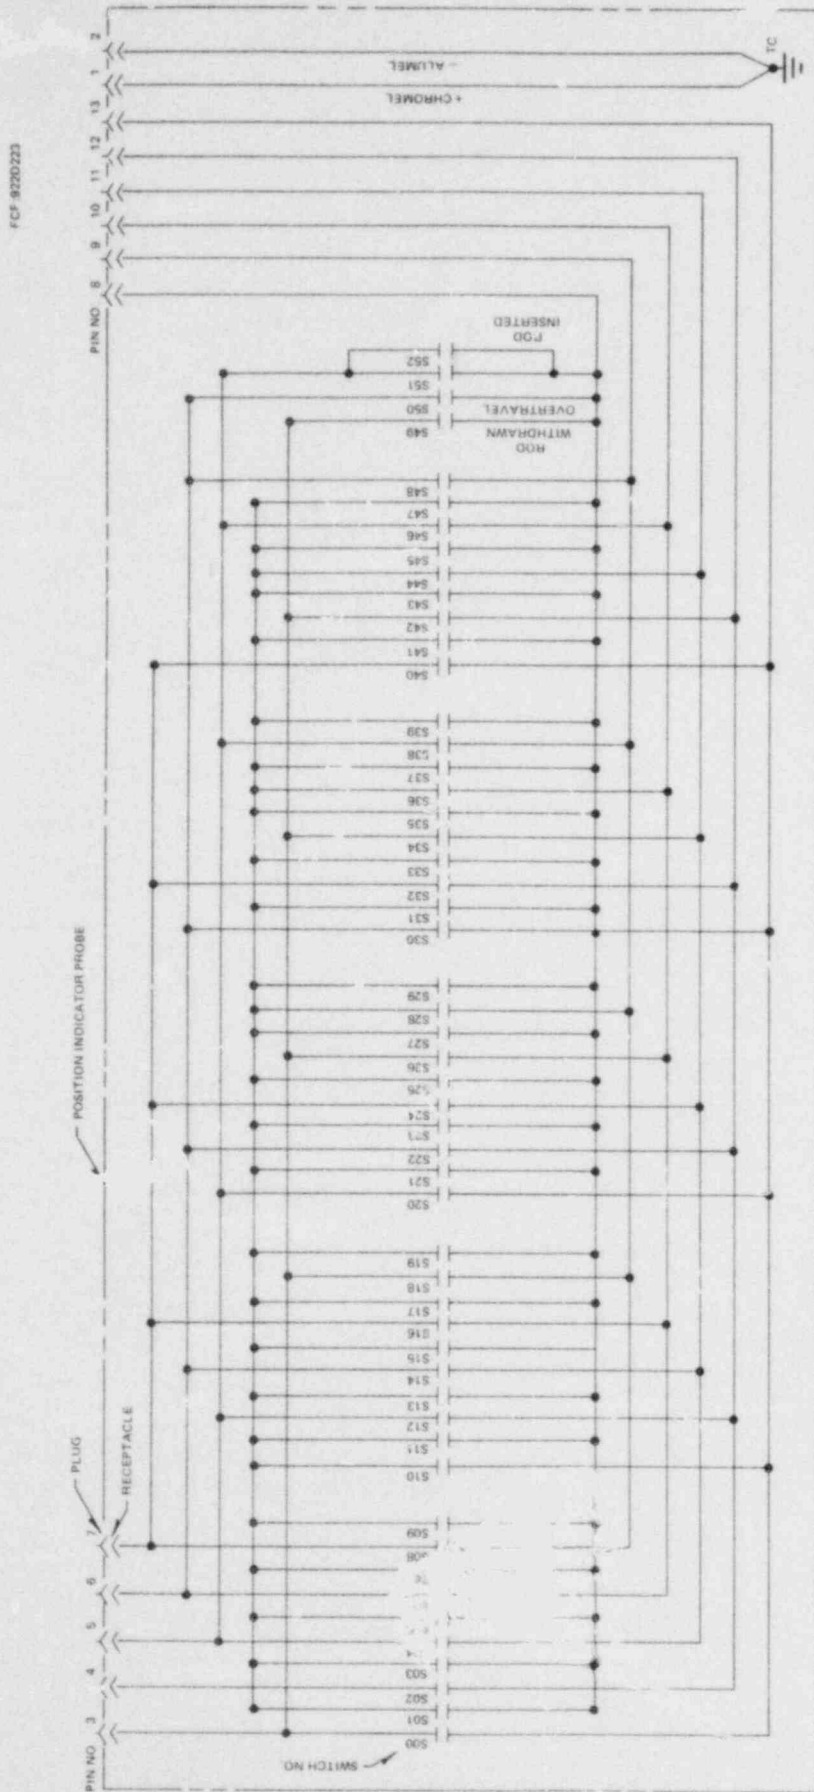 FCF 922D223
PIN NO 8 9 10 11 12 13 1 2
- ALUMEL
+ CHROMEL
TC
INSERTED
S52
S51
S50
OVERTRAVEL
S49
ROD
WITHDRAWN
S48
S47
S46
S45
S44
S43
S42
S41
S40
S39
S38
S37
S36
S35
S34
S33
S32
S31
S30
POSITION INDICATOR PROBE
S29
S28
S27
S26
S25
S24
S22
S21
S20
S19
S18
S17
S16
S15
S14
S13
S12
S11
S10
PLUG
RECEPTACLE
S09
S03
S02
S01
S00
PIN NO 3 4 5 6 7
SWITCH NO